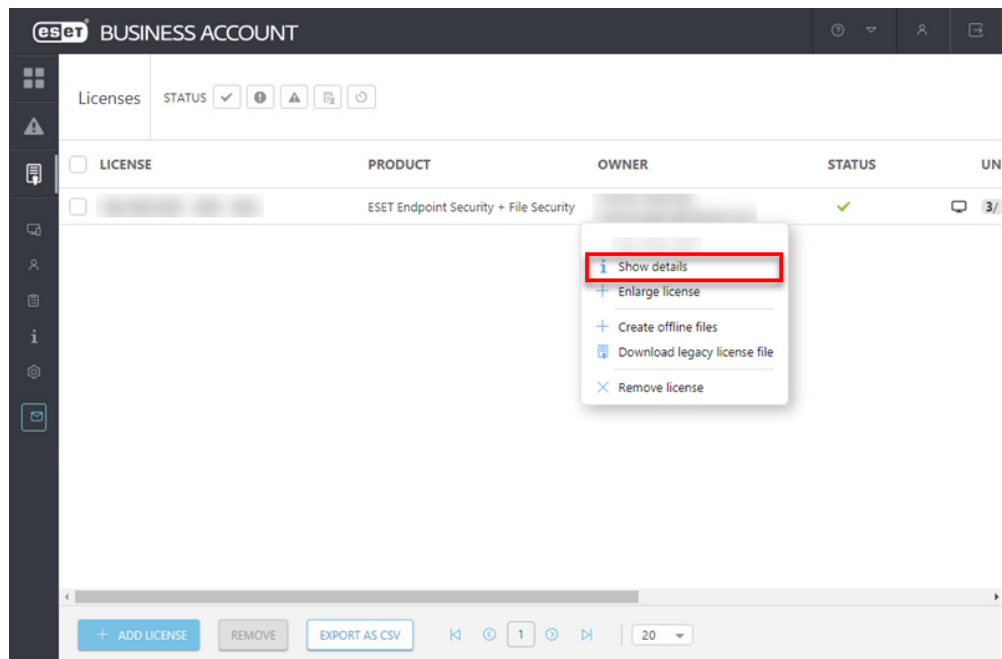 eset BUSINESS ACCOUNT
Licenses STATUS
LICENSE PRODUCT OWNER STATUS UN
ESET Endpoint Security + File Security 3/
Show details
Enlarge license
Create offline files
Download legacy license file
Remove license
+ ADD LICENSE REMOVE EXPORT AS CSV 1 20